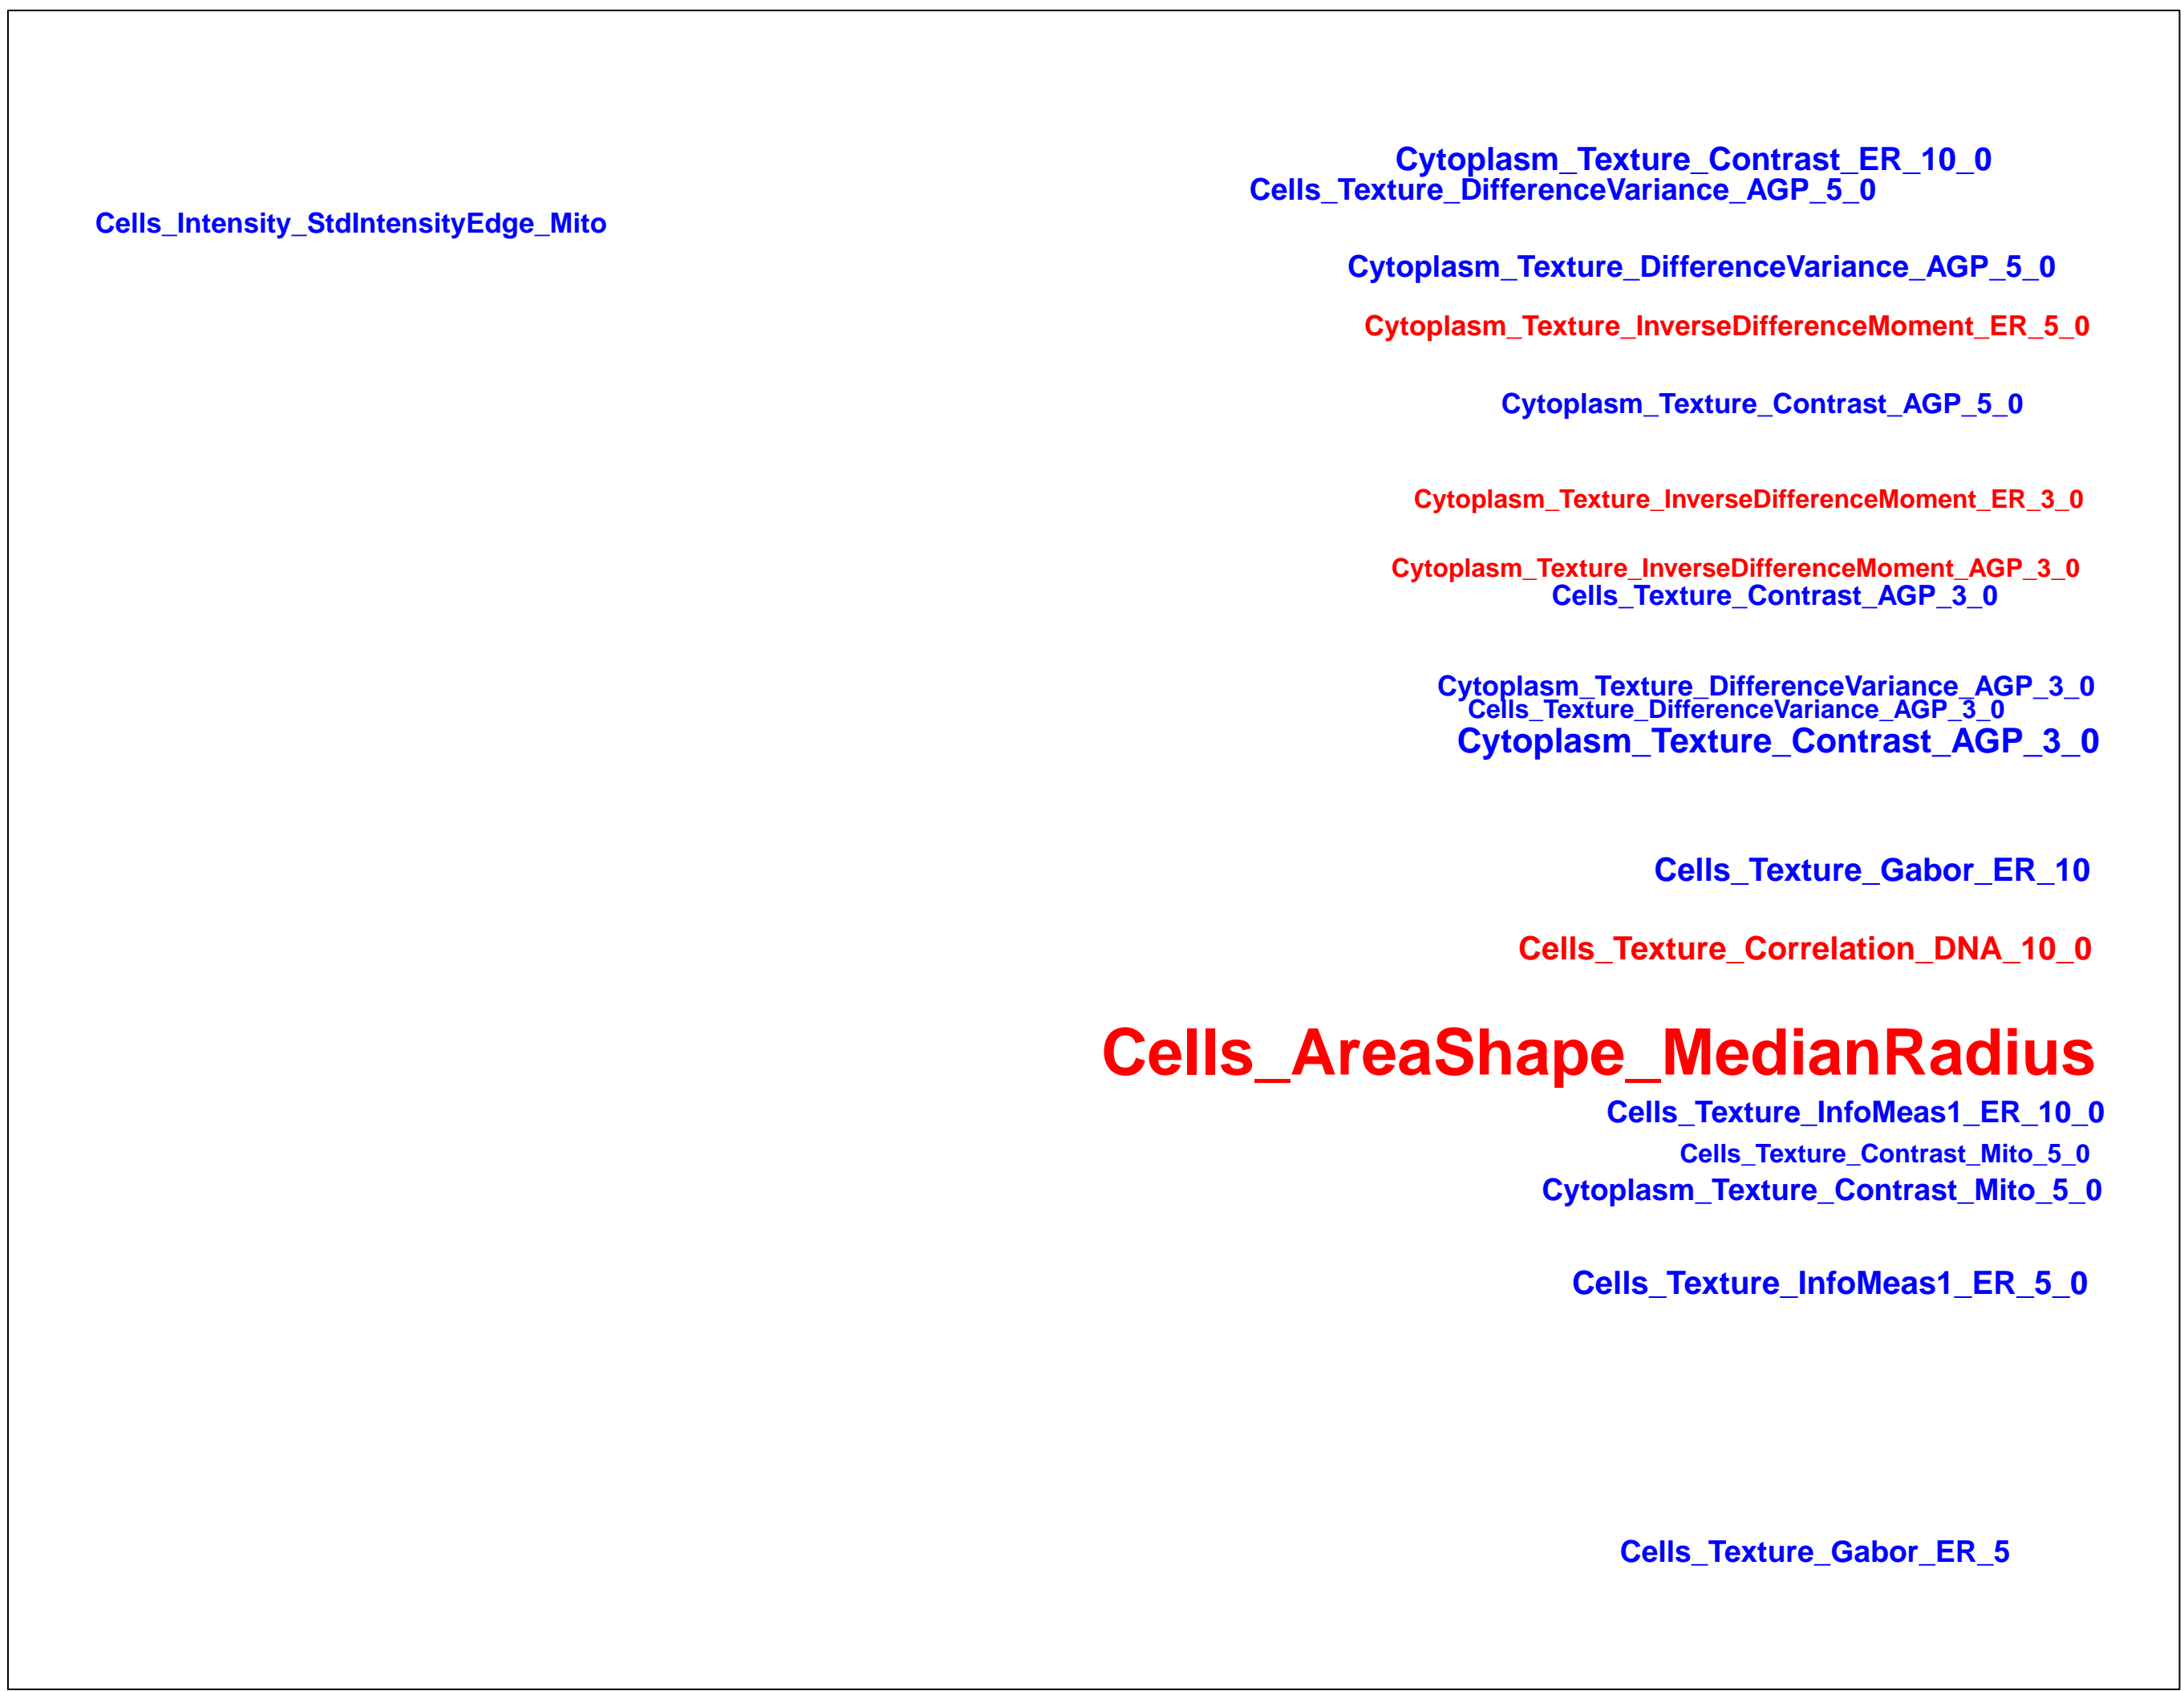 Cytoplasm_Texture_Contrast_ER_10_0
Cells_Texture_DifferenceVariance_AGP_5_0
Cells_Intensity_StdIntensityEdge_Mito
Cytoplasm_Texture_DifferenceVariance_AGP_5_0
Cytoplasm_Texture_InverseDifferenceMoment_ER_5_0
Cytoplasm_Texture_Contrast_AGP_5_0
Cytoplasm_Texture_InverseDifferenceMoment_ER_3_0
Cytoplasm_Texture_InverseDifferenceMoment_AGP_3_0
Cells_Texture_Contrast_AGP_3_0
Cytoplasm_Texture_DifferenceVariance_AGP_3_0
Cells_Texture_DifferenceVariance_AGP_3_0
Cytoplasm_Texture_Contrast_AGP_3_0
Cells_Texture_Gabor_ER_10
Cells_Texture_Correlation_DNA_10_0
Cells_AreaShape_MedianRadius
Cells_Texture_InfoMeas1_ER_10_0
Cells_Texture_Contrast_Mito_5_0
Cytoplasm_Texture_Contrast_Mito_5_0
Cells_Texture_InfoMeas1_ER_5_0
Cells_Texture_Gabor_ER_5